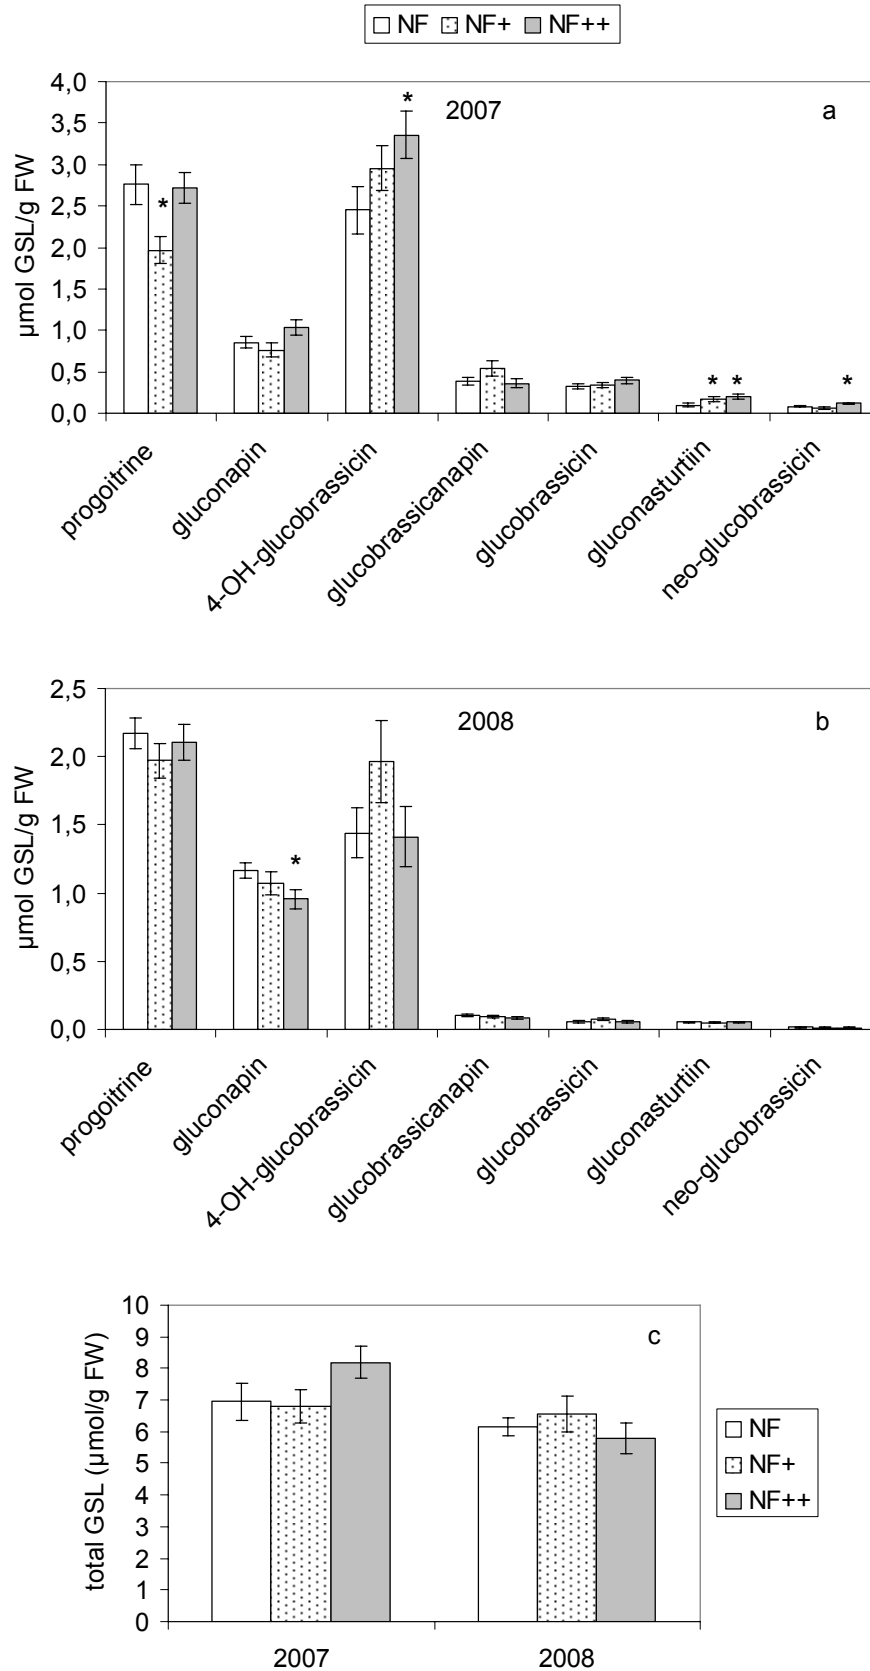 NF NF+ NF++
4,0
3,5
3,0
2,5
2,0
1,5
1,0
0,5
0,0
µmol GSL/g FW
2007
a
*
*
* *
*
progoitrine
gluconapin
4-OH-glucobrassicin
glucobrassicanapin
glucobrassicin
gluconasturtiin
neo-glucobrassicin
2,5
2,0
1,5
1,0
0,5
0,0
µmol GSL/g FW
2008
b
*
progoitrine
gluconapin
4-OH-glucobrassicin
glucobrassicanapin
glucobrassicin
gluconasturtiin
neo-glucobrassicin
10
9
8
7
6
5
4
3
2
1
0
total GSL (µmol/g FW)
c
2007 2008
NF
NF+
NF++